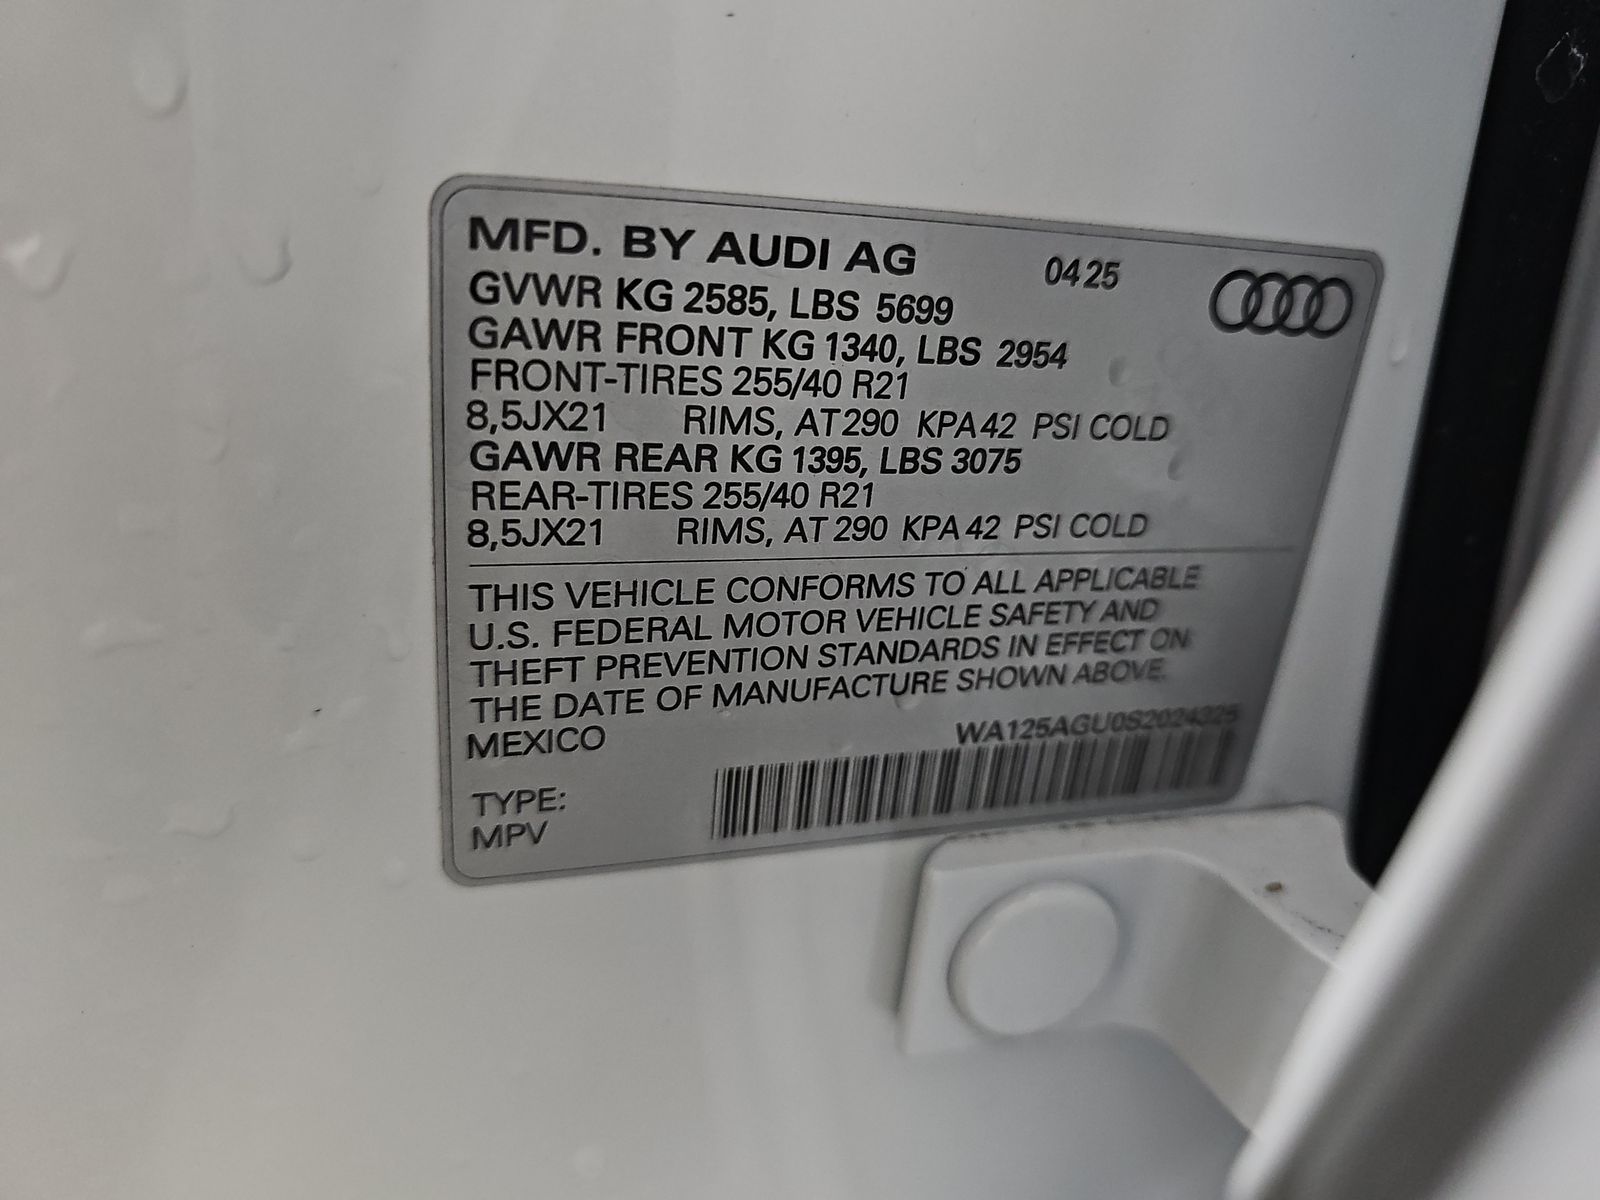 MFD. BY AUDI AG 04 25
GVWR KG 2585, LBS 5699
GAWR FRONT KG 1340, LBS 2954
FRONT-TIRES 255/40 R21
8,5JX21 RIMS, AT 290 KPA 42 PSI COLD
GAWR REAR KG 1395, LBS 3075
REAR-TIRES 255/40 R21
8,5JX21 RIMS, AT 290 KPA 42 PSI COLD
THIS VEHICLE CONFORMS TO ALL APPLICABLE
U.S. FEDERAL MOTOR VEHICLE SAFETY AND
THEFT PREVENTION STANDARDS IN EFFECT ON
THE DATE OF MANUFACTURE SHOWN ABOVE.
MEXICO WA125AGU0S2024325
TYPE:
MPV